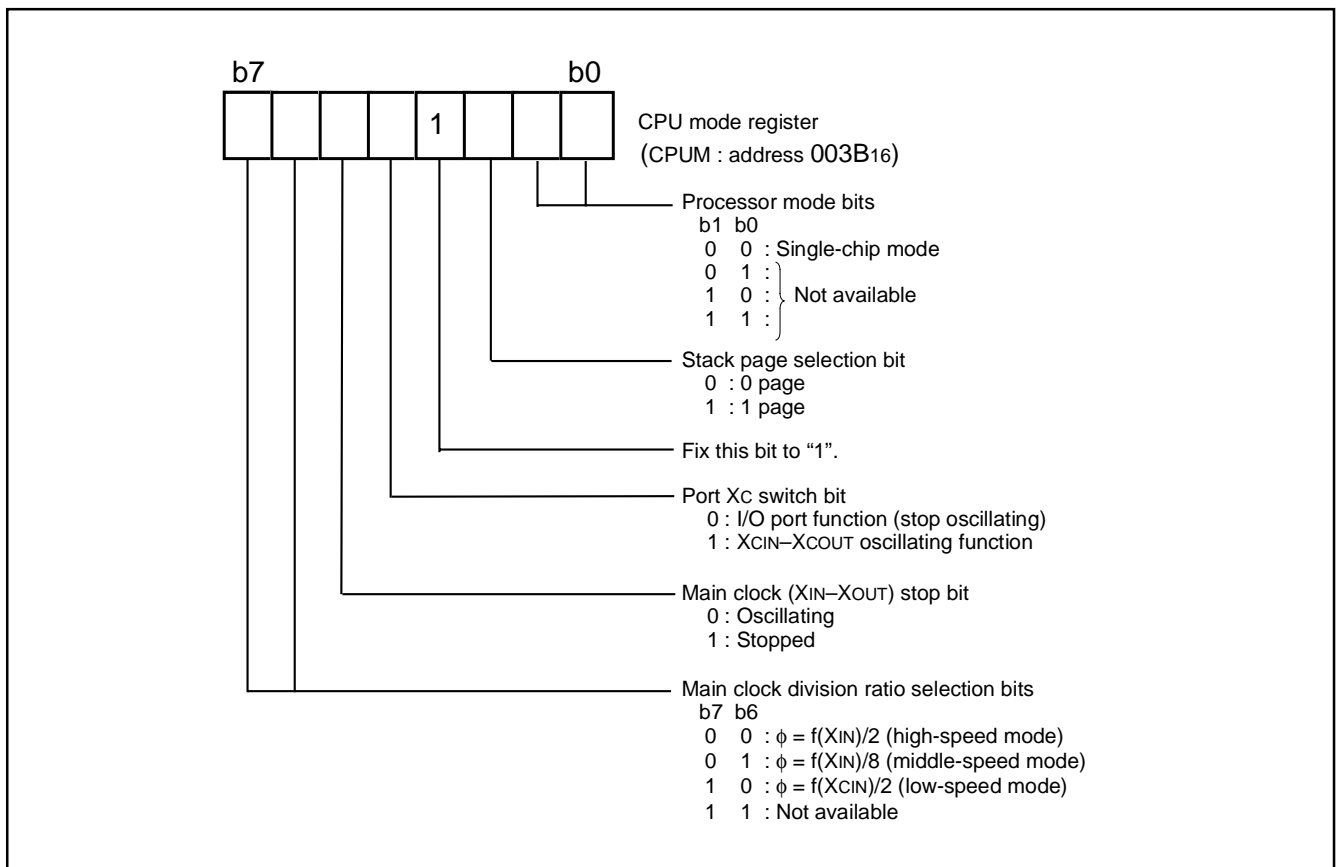 b7 b0
1
CPU mode register
(CPUM : address 003B16)
Processor mode bits
b1 b0
0 0 : Single-chip mode
0 1 :
1 0 : Not available
1 1 :
Stack page selection bit
0 : 0 page
1 : 1 page
Fix this bit to “1”.
Port XC switch bit
0 : I/O port function (stop oscillating)
1 : XCIN–XCOUT oscillating function
Main clock (XIN–XOUT) stop bit
0 : Oscillating
1 : Stopped
Main clock division ratio selection bits
b7 b6
0 0 : ϕ = f(XIN)/2 (high-speed mode)
0 1 : ϕ = f(XIN)/8 (middle-speed mode)
1 0 : ϕ = f(XCIN)/2 (low-speed mode)
1 1 : Not available